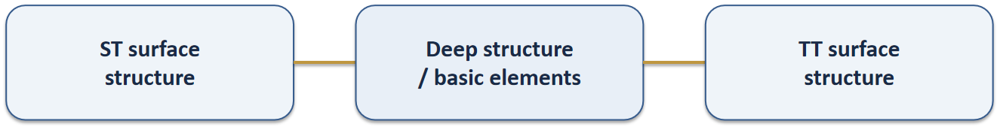 ST surface
structure
Deep structure
/ basic elements
TT surface
structure